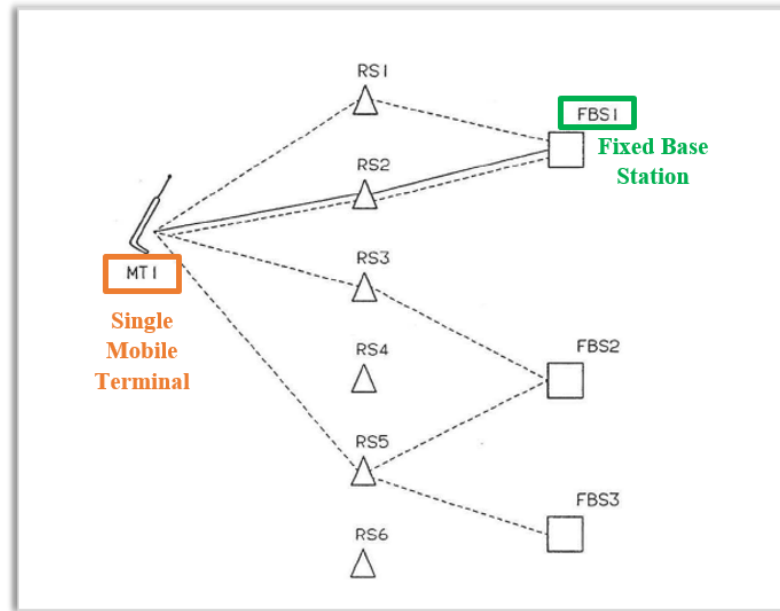 RS1
FBS1
Fixed Base
Station
RS2
MT1
Single
Mobile
Terminal
RS3
RS4
FBS2
RS5
FBS3
RS6